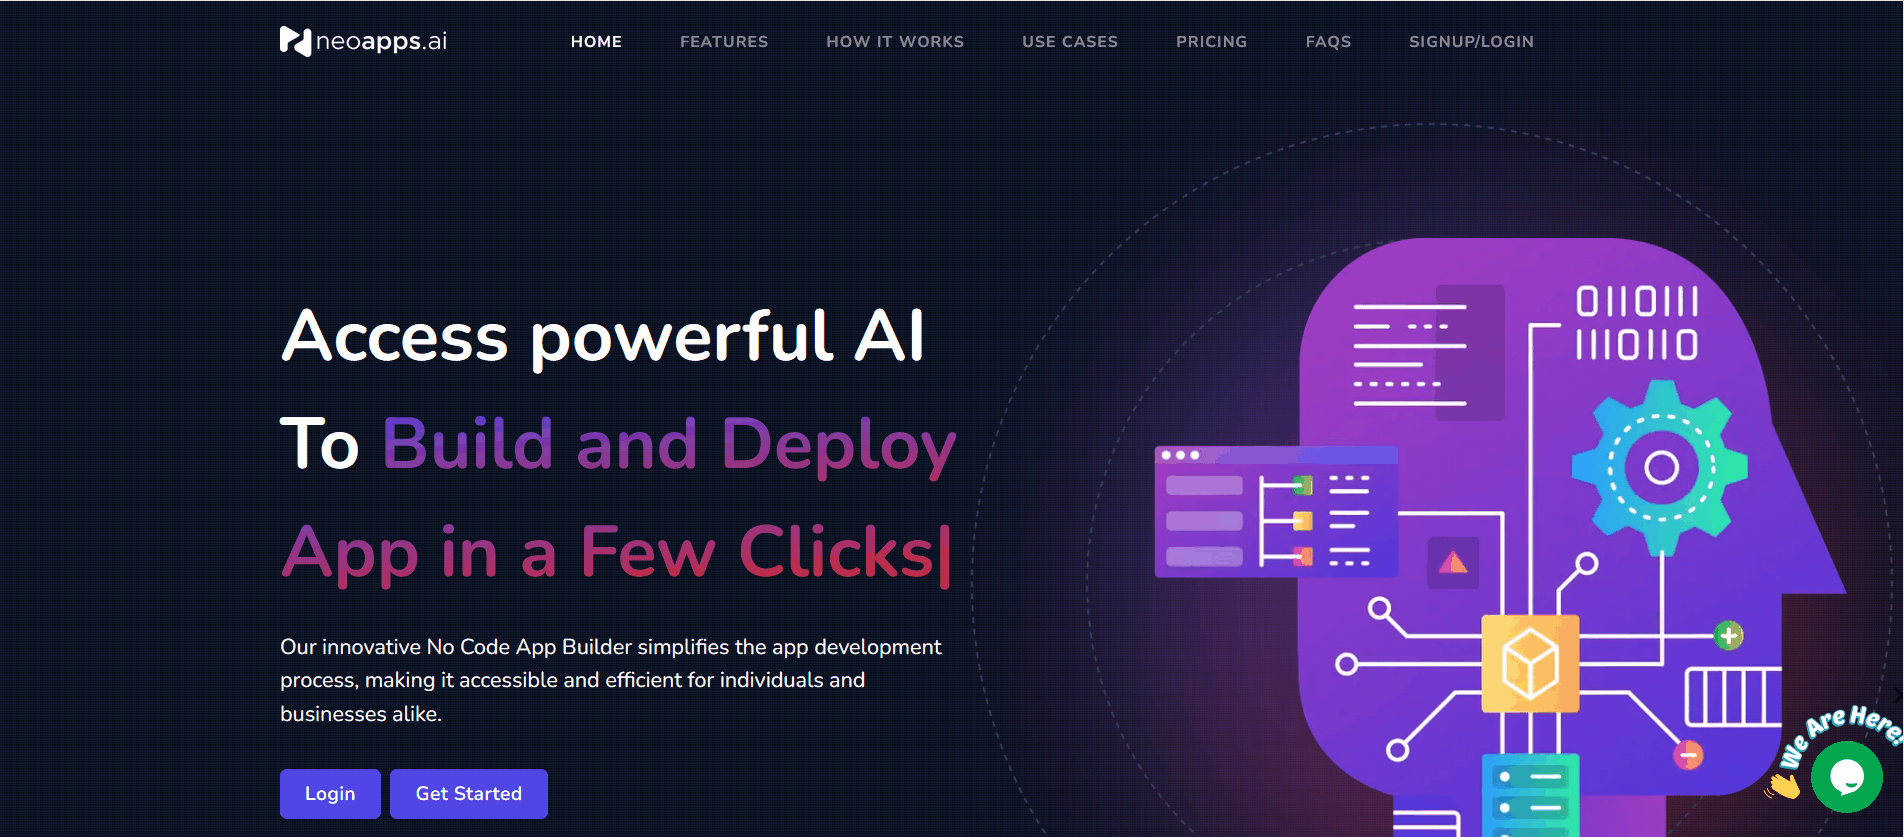 neoapps.ai
HOME
FEATURES
HOW IT WORKS
USE CASES
PRICING
FAQS
SIGNUP/LOGIN
Access powerful AI
To Build and Deploy
App in a Few Clicks|
Our innovative No Code App Builder simplifies the app development
process, making it accessible and efficient for individuals and
businesses alike.
Login
Get Started
0110111
1110110
We Are Here!